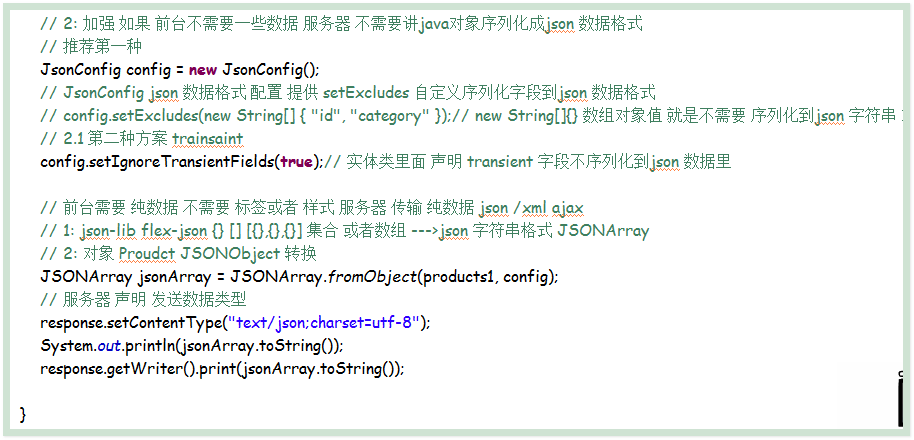 // 2: 加强 如果 前台不需要一些数据 服务器 不需要讲java对象序列化成json 数据格式
// 推荐第一种
JsonConfig config = new JsonConfig();
// JsonConfig json 数据格式 配置 提供 setExcludes 自定义序列化字段到json 数据格式
// config.setExcludes(new String[] { "id", "category" });// new String[]{} 数组对象值 就是不需要 序列化到json 字符串
// 2.1 第二种方案 trainsaint
config.setIgnoreTransientFields(true);// 实体类里面 声明 transient 字段不序列化到json 数据里
// 前台需要 纯数据 不需要 标签或者 样式 服务器 传输 纯数据 json /xml ajax
// 1: json-lib flex-json {} [] [{},{},{}] 集合 或者数组 --->json 字符串格式 JSONArray
// 2: 对象 Proudct JSONObject 转换
JSONArray jsonArray = JSONArray.fromObject(products1, config);
// 服务器 声明 发送数据类型
response.setContentType("text/json;charset=utf-8");
System.out.println(jsonArray.toString());
response.getWriter().print(jsonArray.toString());
}